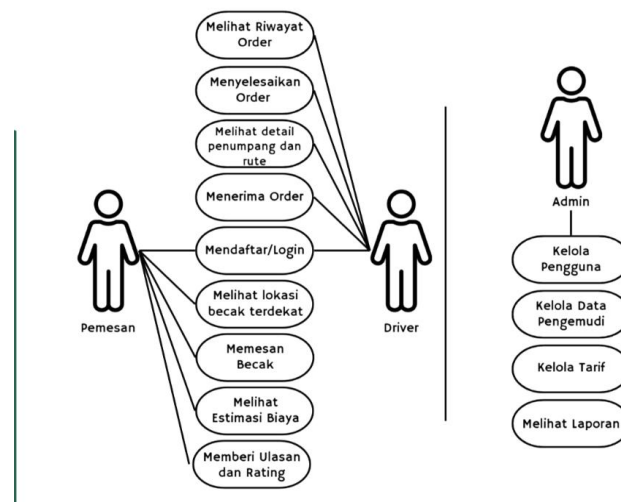 Melihat Riwayat
Order
Menyelesaikan
Order
Melihat detail
penumpang dan
rute
Menerima Order
Mendaftar/Login
Melihat lokasi
becak terdekat
Memesan
Becak
Melihat
Estimasi Biaya
Memberi Ulasan
dan Rating
Pemesan
Driver
Admin
Kelola
Pengguna
Kelola Data
Pengemudi
Kelola Tarif
Melihat Laporan